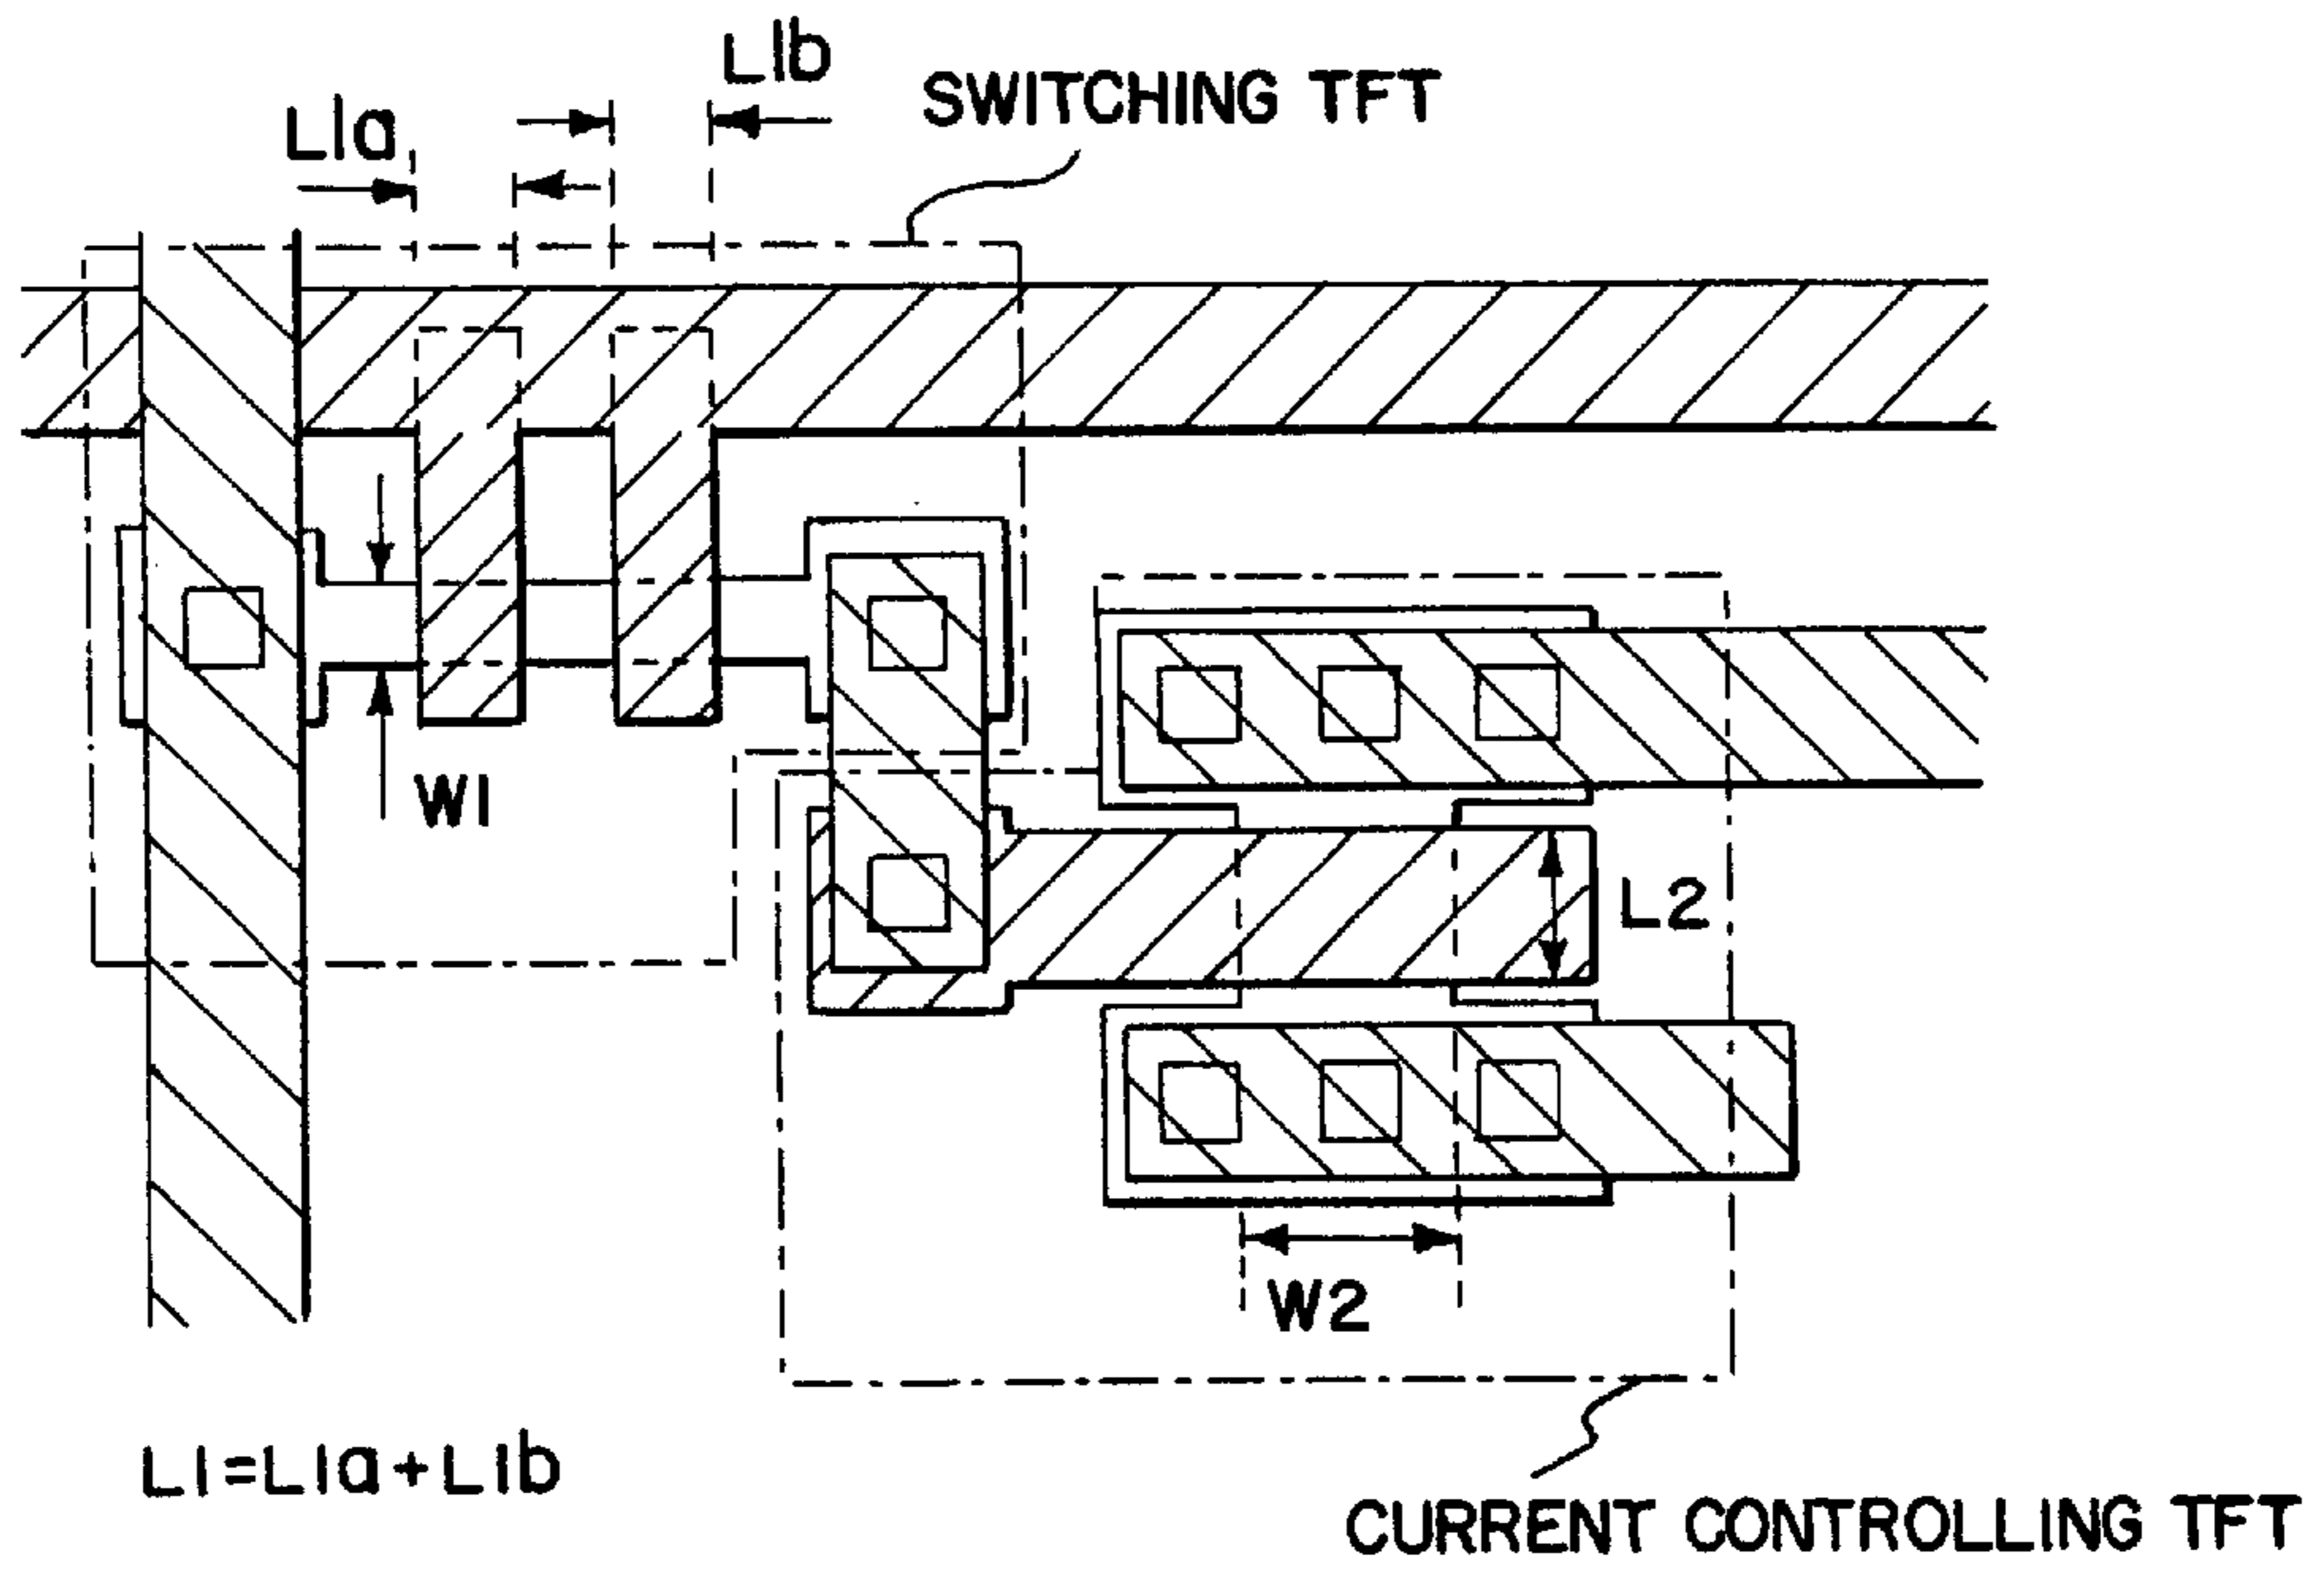 L1b
SWITCHING TFT
L1a
W1
L2
W2
L1=L1a+L1b
CURRENT CONTROLLING TFT